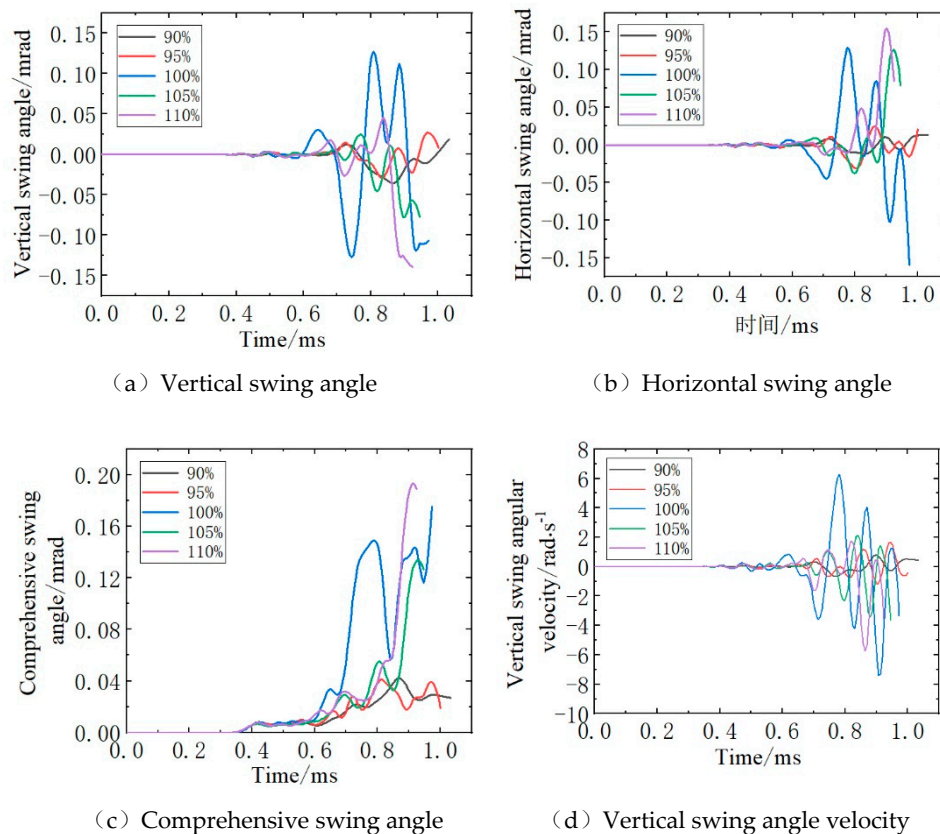 Vertical swing angle/mrad
0.15
0.10
0.05
0.00
-0.05
-0.10
-0.15
90%
95%
100%
105%
110%
0.0 0.2 0.4 0.6 0.8 1.0
Time/ms
(a) Vertical swing angle
Horizontal swing angle/mrad
0.15
0.10
0.05
0.00
-0.05
-0.10
-0.15
90%
95%
100%
105%
110%
0.0 0.2 0.4 0.6 0.8 1.0
时间/ms
(b) Horizontal swing angle
Comprehensive swing
angle/mrad
0.20
0.16
0.12
0.08
0.04
0.00
90%
95%
100%
105%
110%
0.0 0.2 0.4 0.6 0.8 1.0
Time/ms
(c) Comprehensive swing angle
Vertical swing angular
velocity/rad·s-1
8
6
4
2
0
-2
-4
-6
-8
-10
90%
95%
100%
105%
110%
0.0 0.2 0.4 0.6 0.8 1.0
Time/ms
(d) Vertical swing angle velocity